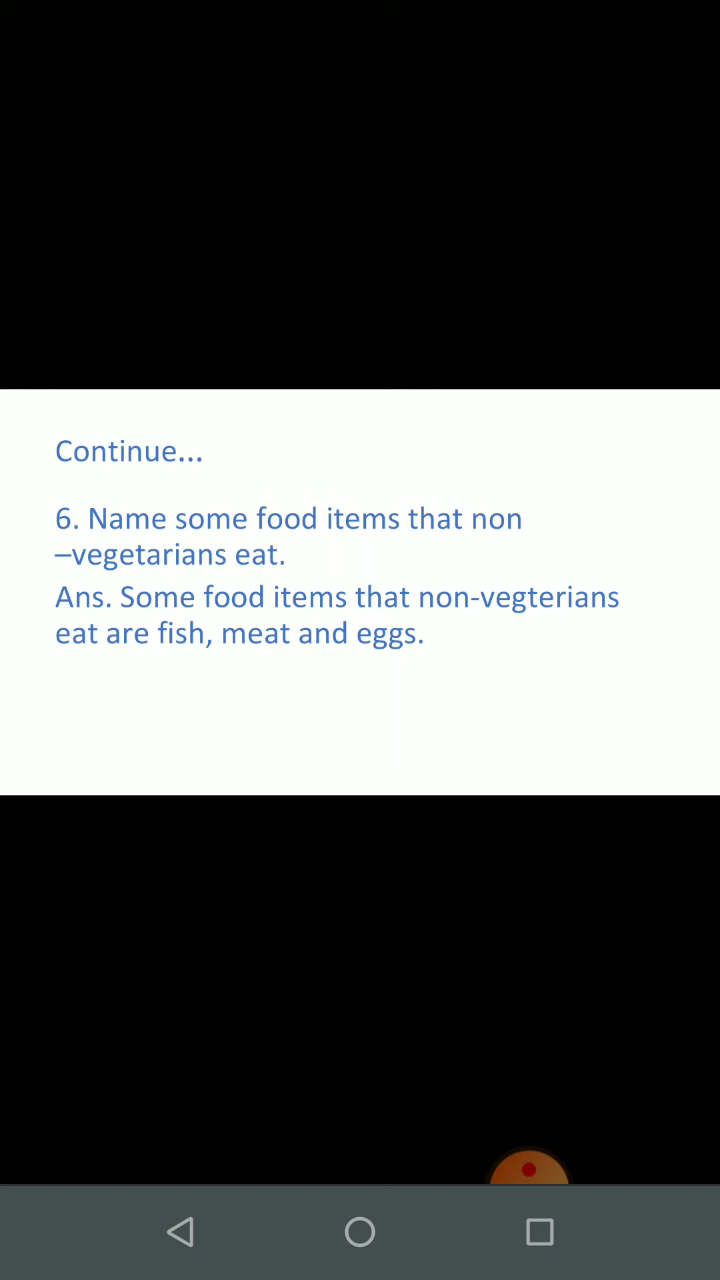 Continue...
6. Name some food items that non
–vegetarians eat.
Ans. Some food items that non-vegterians
eat are fish, meat and eggs.